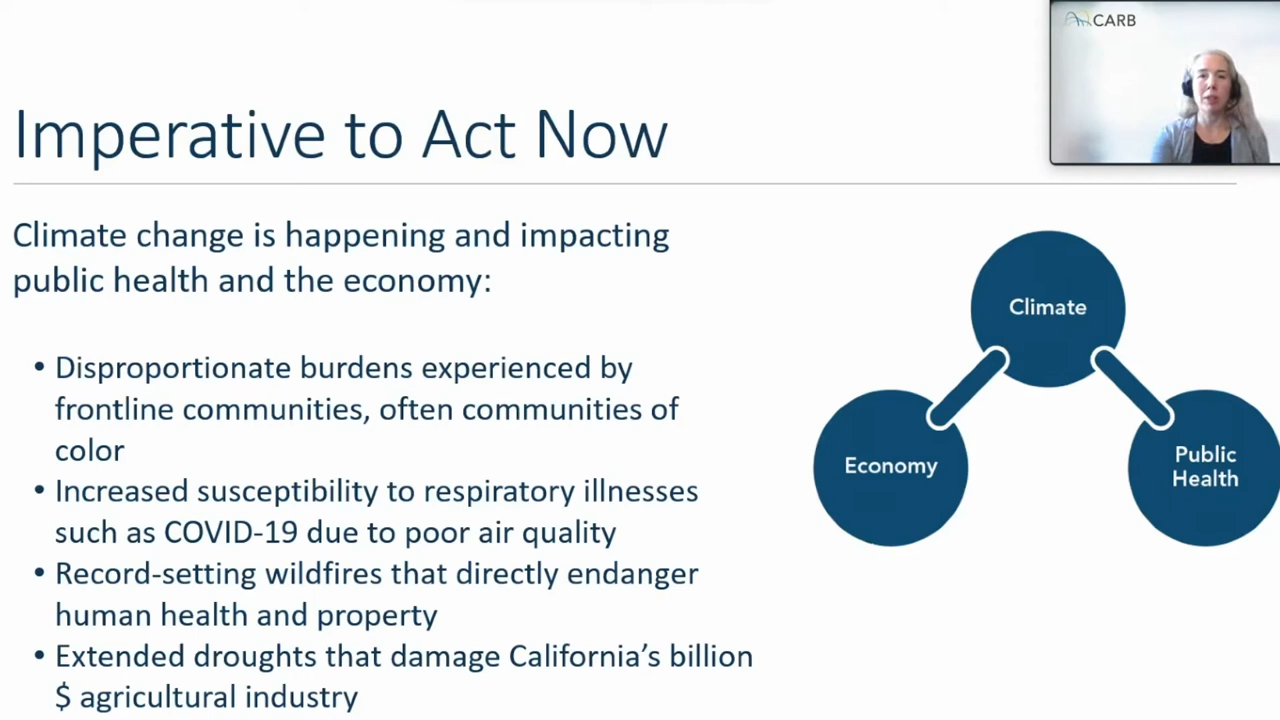 CARB
Imperative to Act Now
Climate change is happening and impacting
public health and the economy:
• Disproportionate burdens experienced by
frontline communities, often communities of
color
• Increased susceptibility to respiratory illnesses
such as COVID-19 due to poor air quality
• Record-setting wildfires that directly endanger
human health and property
• Extended droughts that damage California’s billion
$ agricultural industry
Climate
Economy
Public
Health